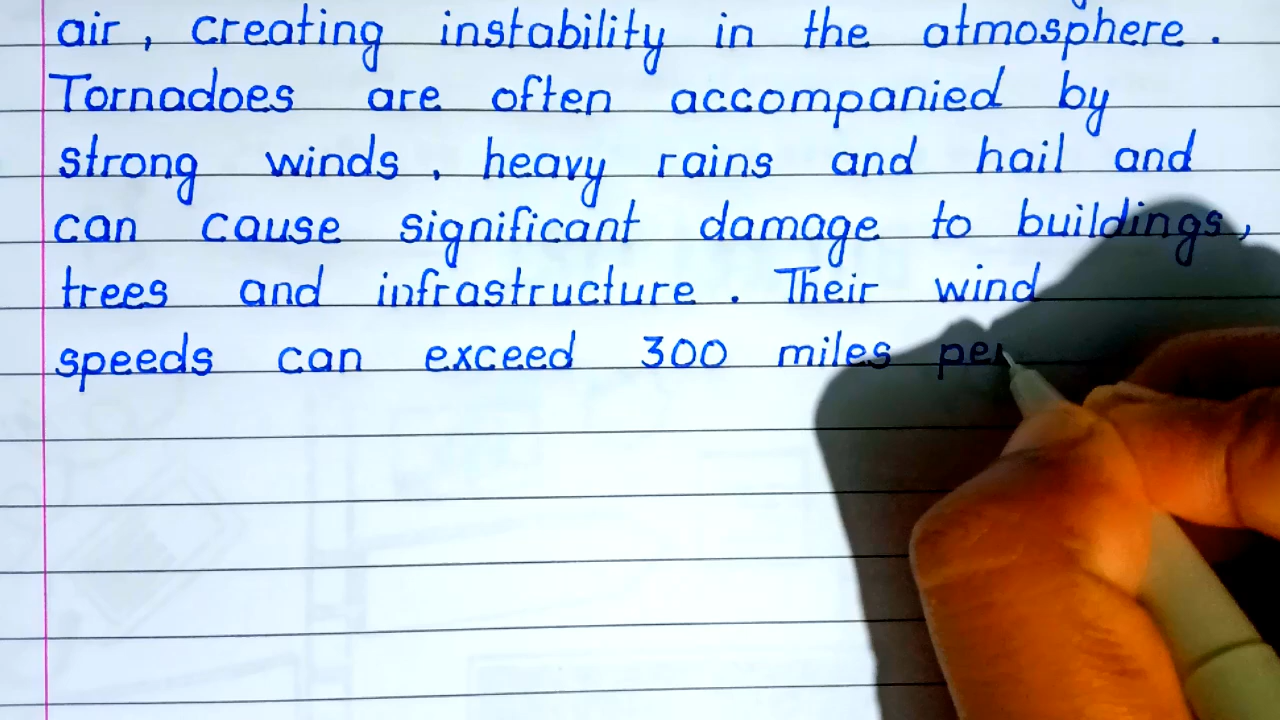 air, creating instability in the atmosphere.
Tornadoes are often accompanied by
strong winds, heavy rains and hail and
can cause significant damage to buildings,
trees and infrastructure. Their wind
speeds can exceed 300 miles per